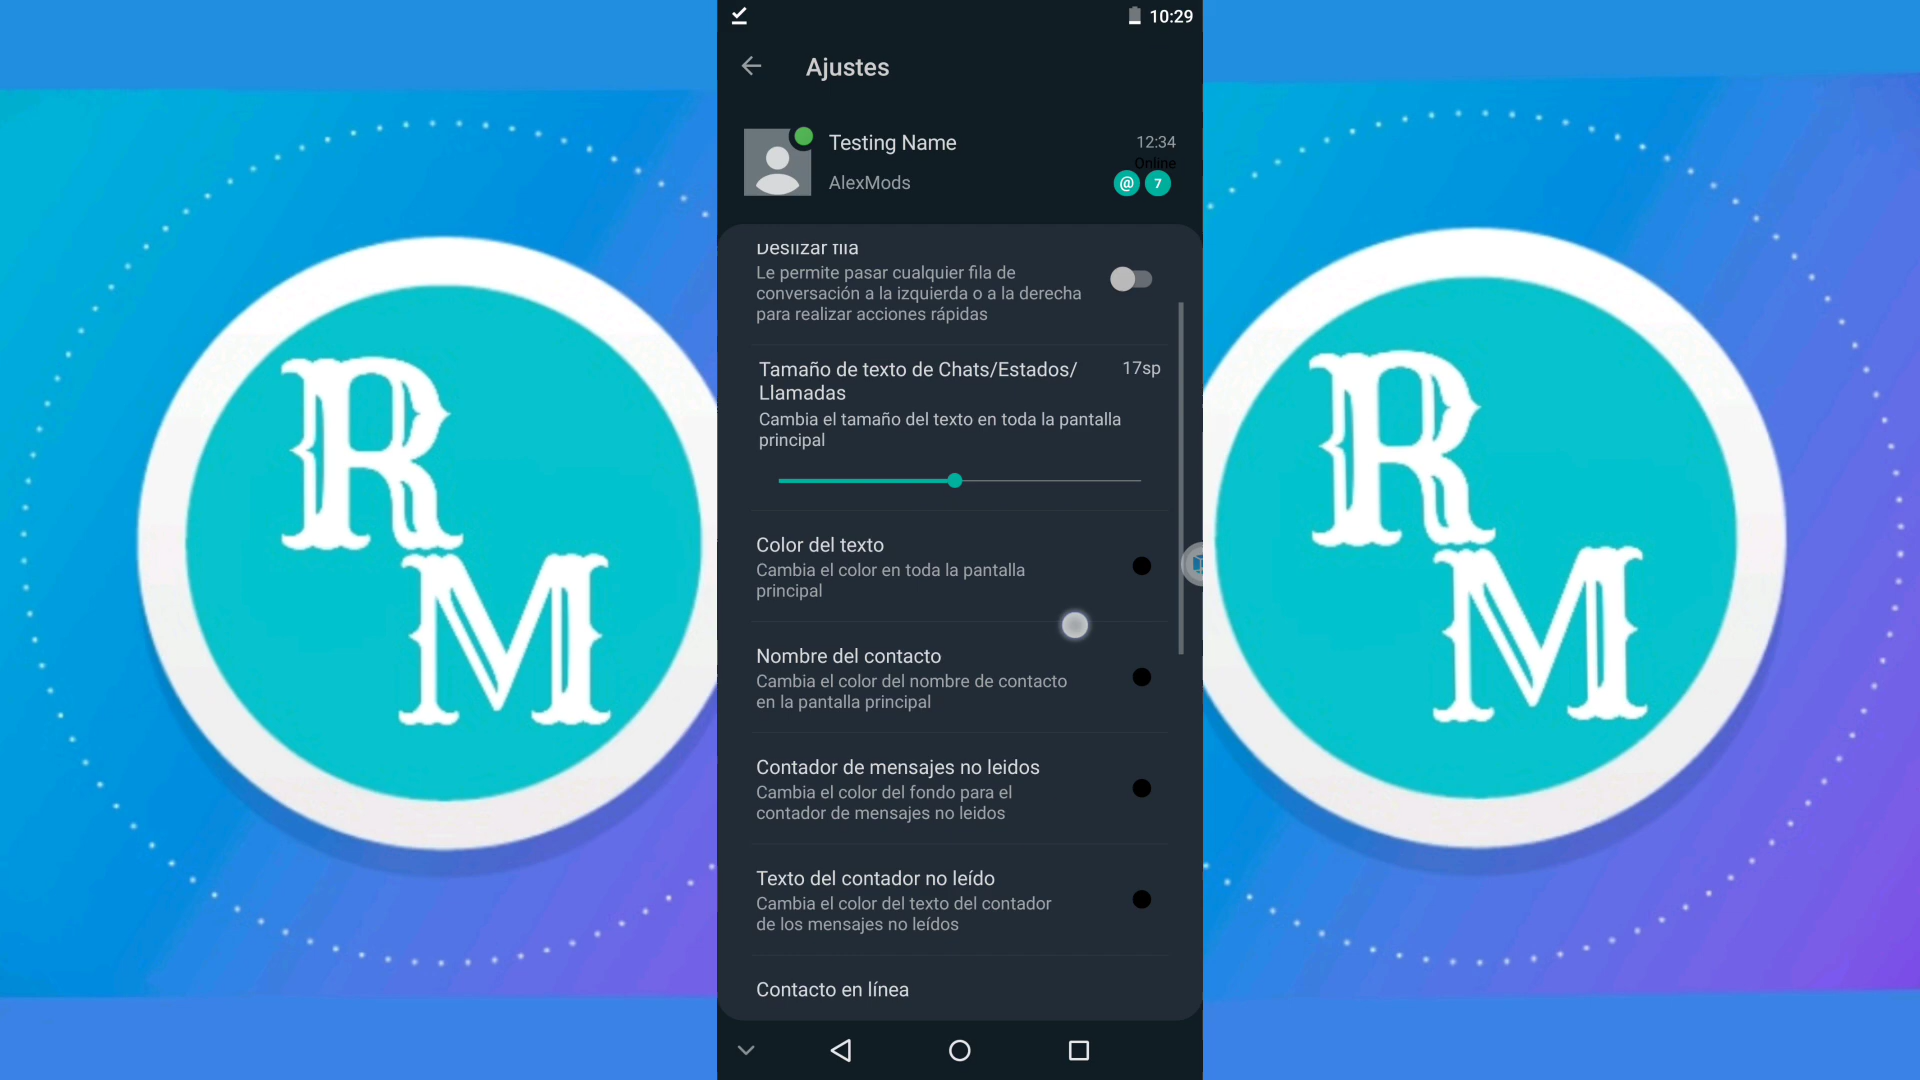 10:29
Ajustes
Testing Name
12:34
Online
AlexMods
@ 7
Deslizar fila
Le permite pasar cualquier fila de
conversación a la izquierda o a la derecha
para realizar acciones rápidas
Tamaño de texto de Chats/Estados/
Llamadas
17sp
Cambia el tamaño del texto en toda la pantalla
principal
Color del texto
Cambia el color en toda la pantalla
principal
Nombre del contacto
Cambia el color del nombre de contacto
en la pantalla principal
Contador de mensajes no leidos
Cambia el color del fondo para el
contador de mensajes no leidos
Texto del contador no leído
Cambia el color del texto del contador
de los mensajes no leídos
Contacto en línea
R
M
R
M